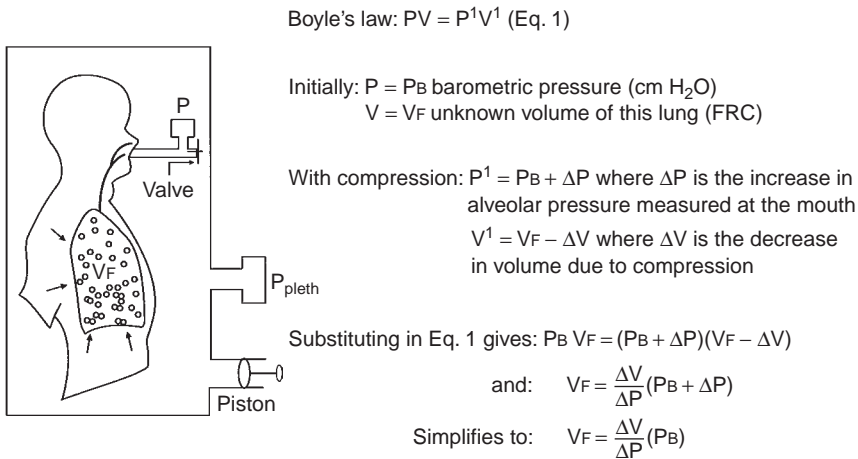 Boyle's law: PV = P¹V¹ (Eq. 1)
Initially: P = PB barometric pressure (cm H₂O)
V = VF unknown volume of this lung (FRC)
With compression: P¹ = PB + ΔP where ΔP is the increase in
alveolar pressure measured at the mouth
V¹ = VF − ΔV where ΔV is the decrease
in volume due to compression
Substituting in Eq. 1 gives: PB VF = (PB + ΔP)(VF − ΔV)
and: VF = ΔV/ΔP (PB + ΔP)
Simplifies to: VF = ΔV/ΔP (PB)
P
Valve
VF
Ppleth
Piston